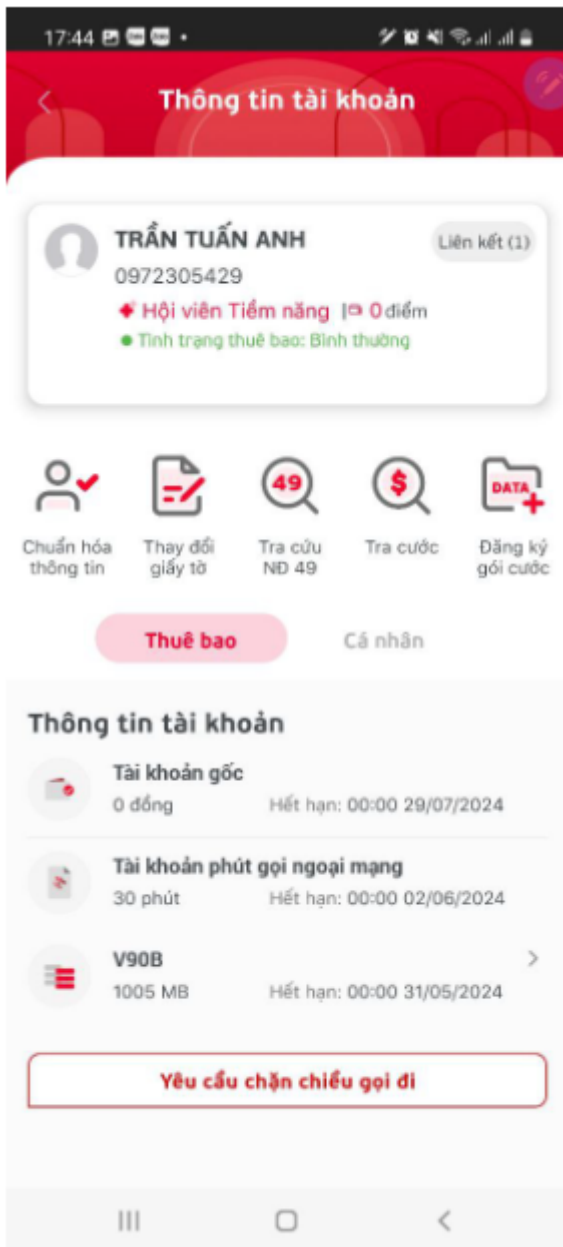 17:44
Thông tin tài khoản
TRẦN TUẤN ANH
Liên kết (1)
0972305429
Hội viên Tiềm năng | 0 điểm
Tình trạng thuê bao: Bình thường
49
$
DATA
Chuẩn hóa thông tin
Thay đổi giấy tờ
Tra cứu NĐ 49
Tra cước
Đăng ký gói cước
Thuê bao
Cá nhân
Thông tin tài khoản
Tài khoản gốc
0 đồng Hết hạn: 00:00 29/07/2024
Tài khoản phút gọi ngoại mạng
30 phút Hết hạn: 00:00 02/06/2024
V90B
1005 MB Hết hạn: 00:00 31/05/2024
Yêu cầu chặn chiều gọi đi